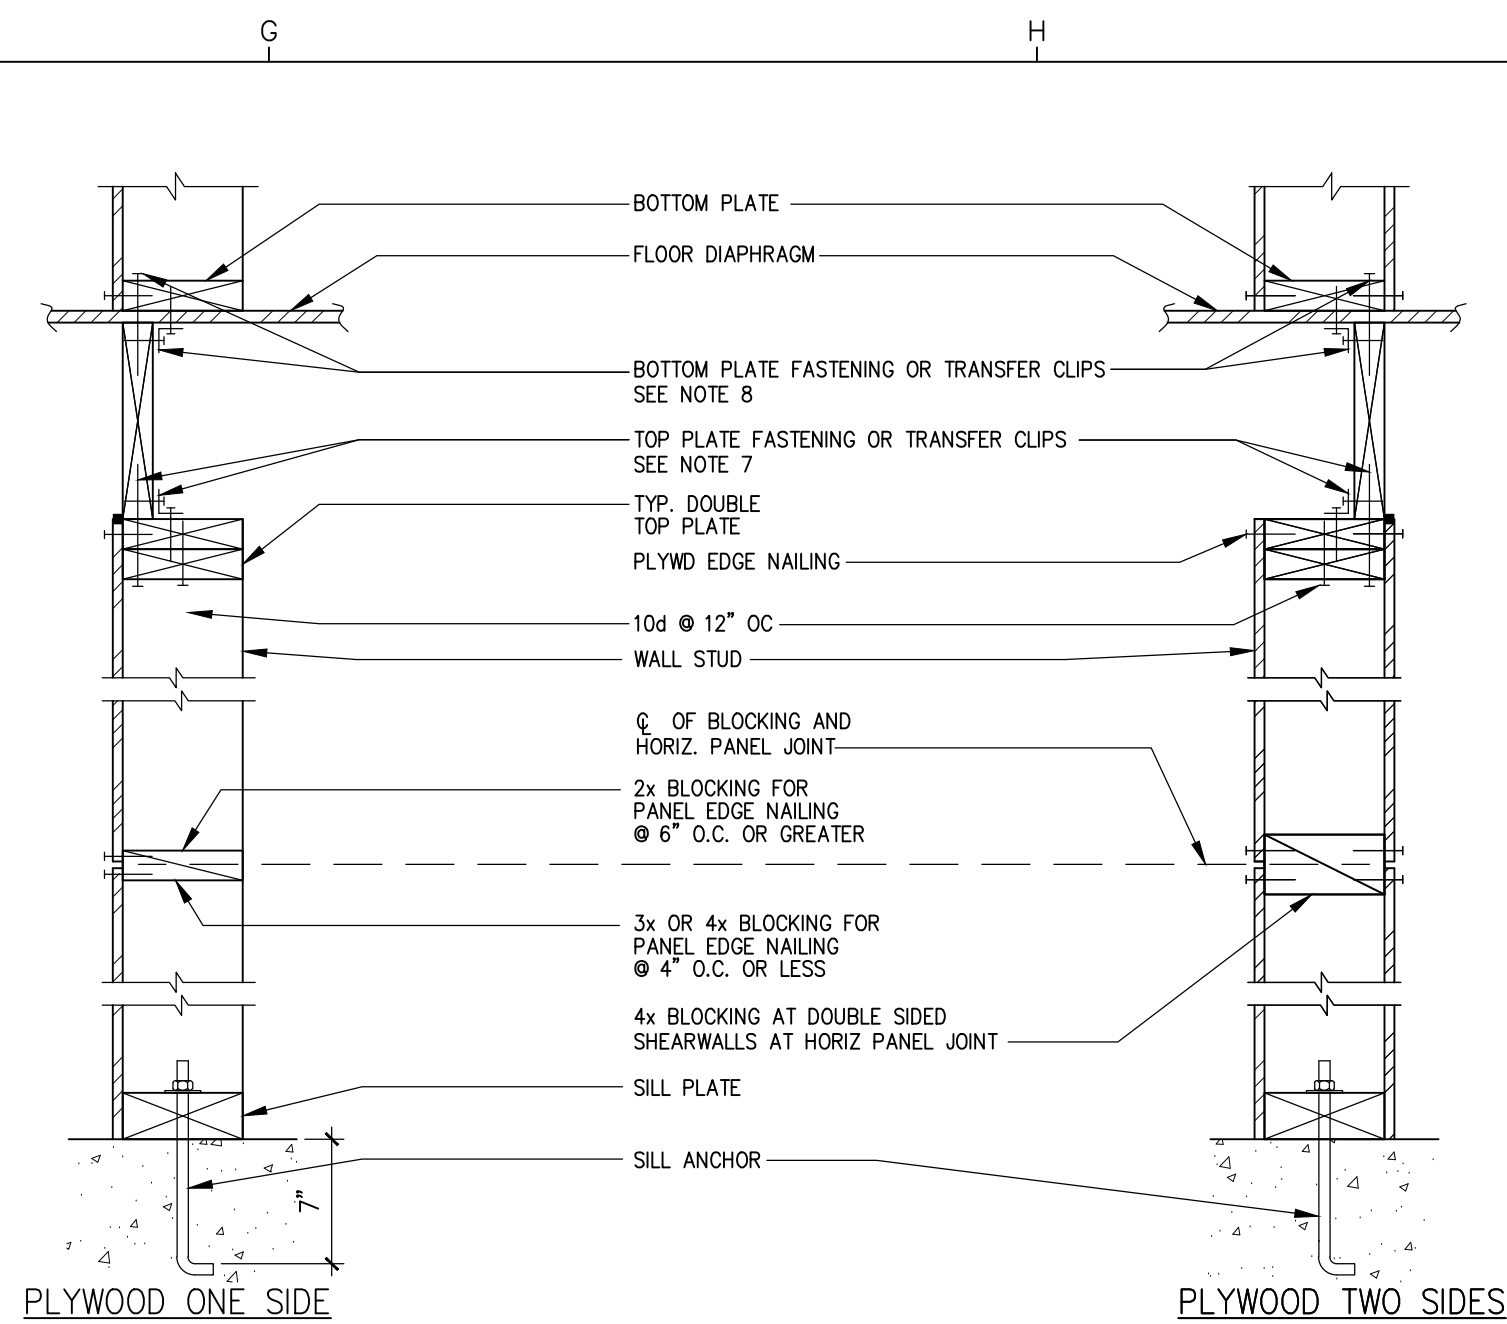 G
H
BOTTOM PLATE
FLOOR DIAPHRAGM
BOTTOM PLATE FASTENING OR TRANSFER CLIPS
SEE NOTE 8
TOP PLATE FASTENING OR TRANSFER CLIPS
SEE NOTE 7
TYP. DOUBLE
TOP PLATE
PLYWD EDGE NAILING
10d @ 12" OC
WALL STUD
℄ OF BLOCKING AND
HORIZ. PANEL JOINT
2x BLOCKING FOR
PANEL EDGE NAILING
@ 6" O.C. OR GREATER
3x OR 4x BLOCKING FOR
PANEL EDGE NAILING
@ 4" O.C. OR LESS
4x BLOCKING AT DOUBLE SIDED
SHEARWALLS AT HORIZ PANEL JOINT
SILL PLATE
SILL ANCHOR
7"
PLYWOOD ONE SIDE
PLYWOOD TWO SIDES